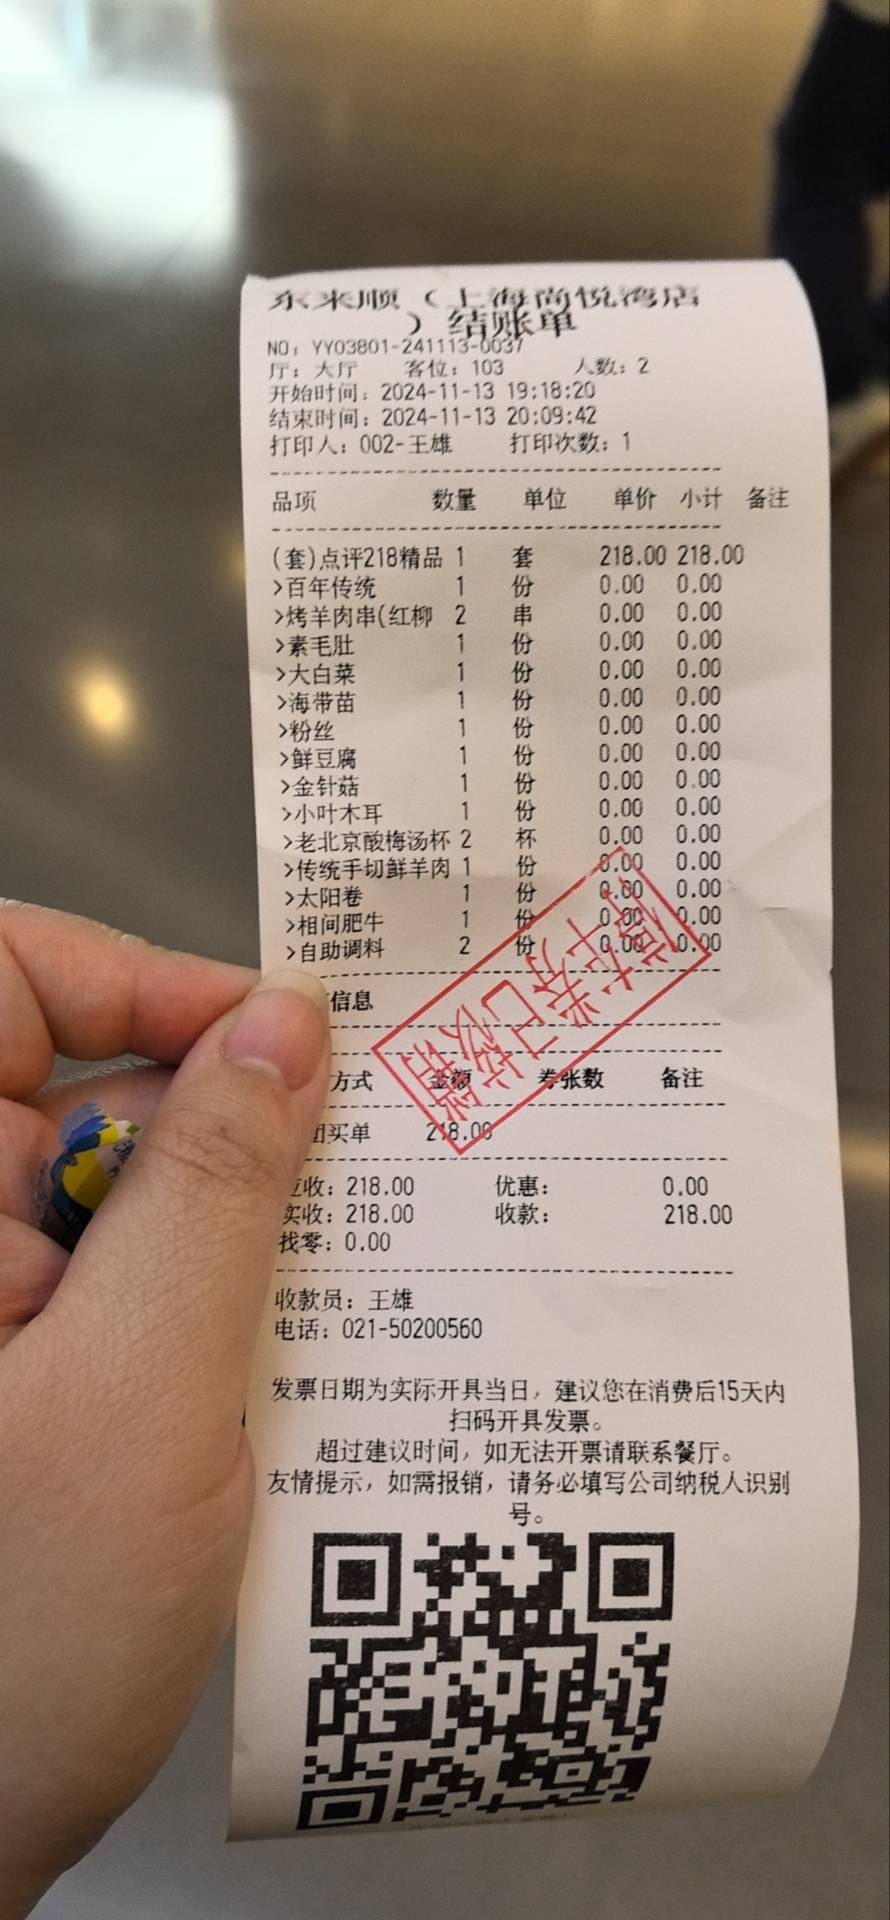 东来顺（上海尚悦湾店
）结账单
NO：YY03801-241113-0037
厅：大厅 客位：103 人数：2
开始时间：2024-11-13 19:18:20
结束时间：2024-11-13 20:09:42
打印人：002-王雄 打印次数：1
品项 数量 单位 单价 小计 备注
(套)点评218精品 1 套 218.00 218.00
>百年传统 1 份 0.00 0.00
>烤羊肉串(红柳 2 串 0.00 0.00
>素毛肚 1 份 0.00 0.00
>大白菜 1 份 0.00 0.00
>海带苗 1 份 0.00 0.00
>粉丝 1 份 0.00 0.00
>鲜豆腐 1 份 0.00 0.00
>金针菇 1 份 0.00 0.00
>小叶木耳 1 份 0.00 0.00
>老北京酸梅汤杯 2 杯 0.00 0.00
>传统手切鲜羊肉 1 份 0.00 0.00
>太阳卷 1 份 0.00 0.00
>相间肥牛 1 份 0.00 0.00
>自助调料 2 份 0.00 0.00
信息
方式 金额 券张数 备注
团买单 218.00
应收：218.00 优惠： 0.00
实收：218.00 收款： 218.00
找零：0.00
收款员：王雄
电话：021-50200560
发票日期为实际开具当日，建议您在消费后15天内
扫码开具发票。
超过建议时间，如无法开票请联系餐厅。
友情提示，如需报销，请务必填写公司纳税人识别
号。